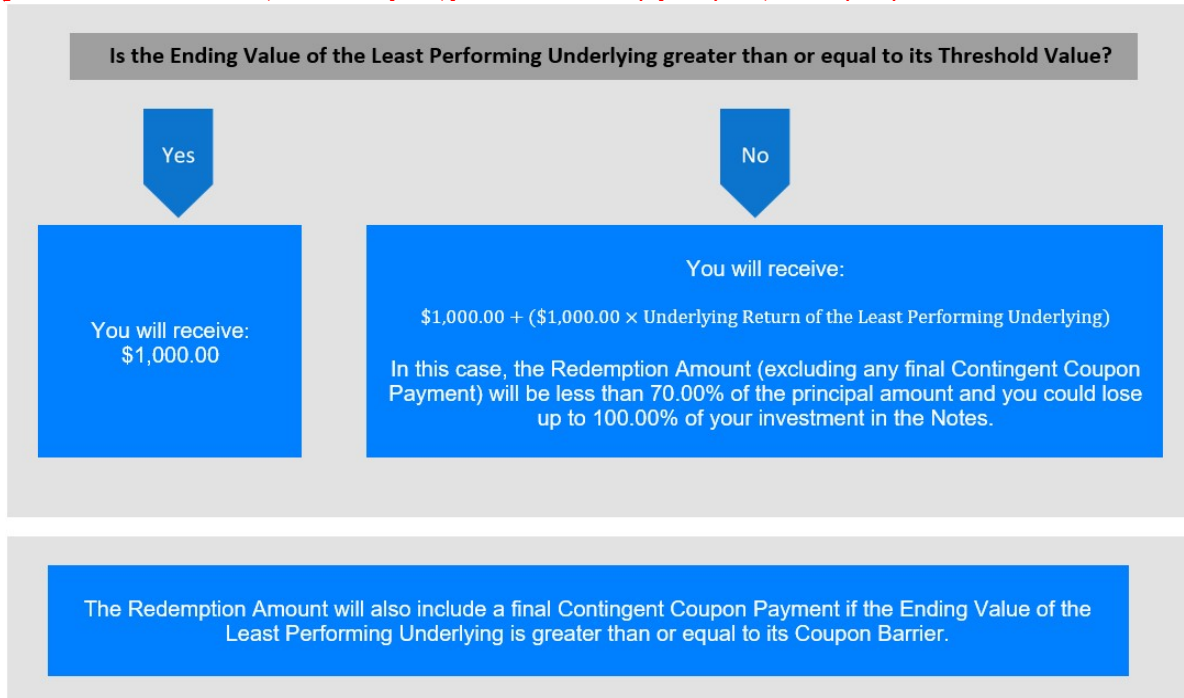 Is the Ending Value of the Least Performing Underlying greater than or equal to its Threshold Value?
Yes
No
You will receive:
$1,000.00
You will receive:
$1,000.00 + ($1,000.00 × Underlying Return of the Least Performing Underlying)
In this case, the Redemption Amount (excluding any final Contingent Coupon
Payment) will be less than 70.00% of the principal amount and you could lose
up to 100.00% of your investment in the Notes.
The Redemption Amount will also include a final Contingent Coupon Payment if the Ending Value of the
Least Performing Underlying is greater than or equal to its Coupon Barrier.